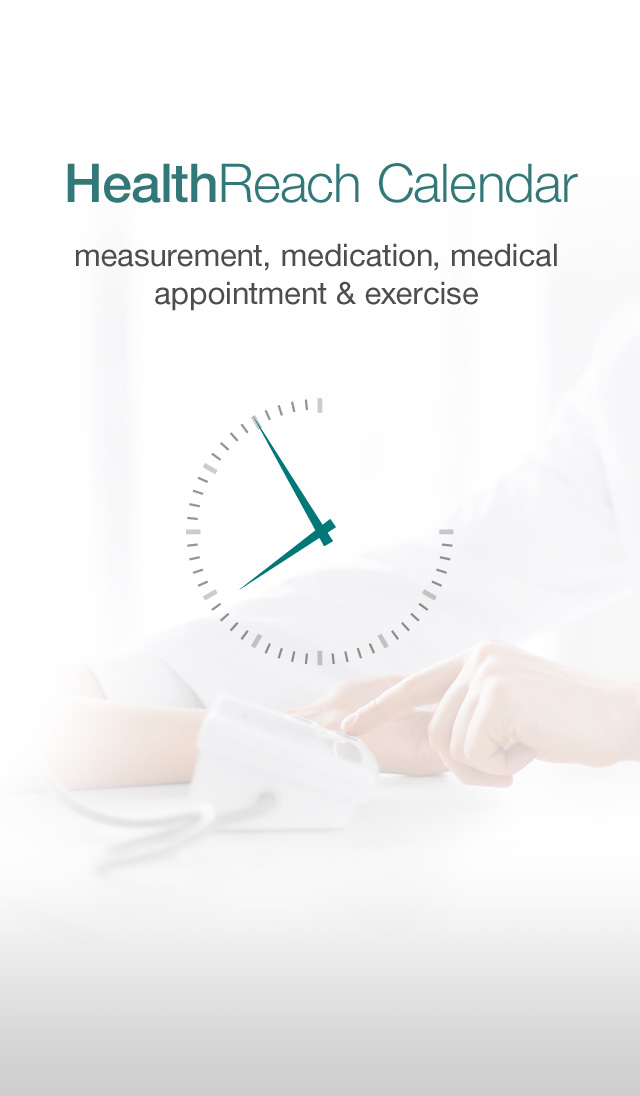 HealthReach Calendar
measurement, medication, medical
appointment & exercise